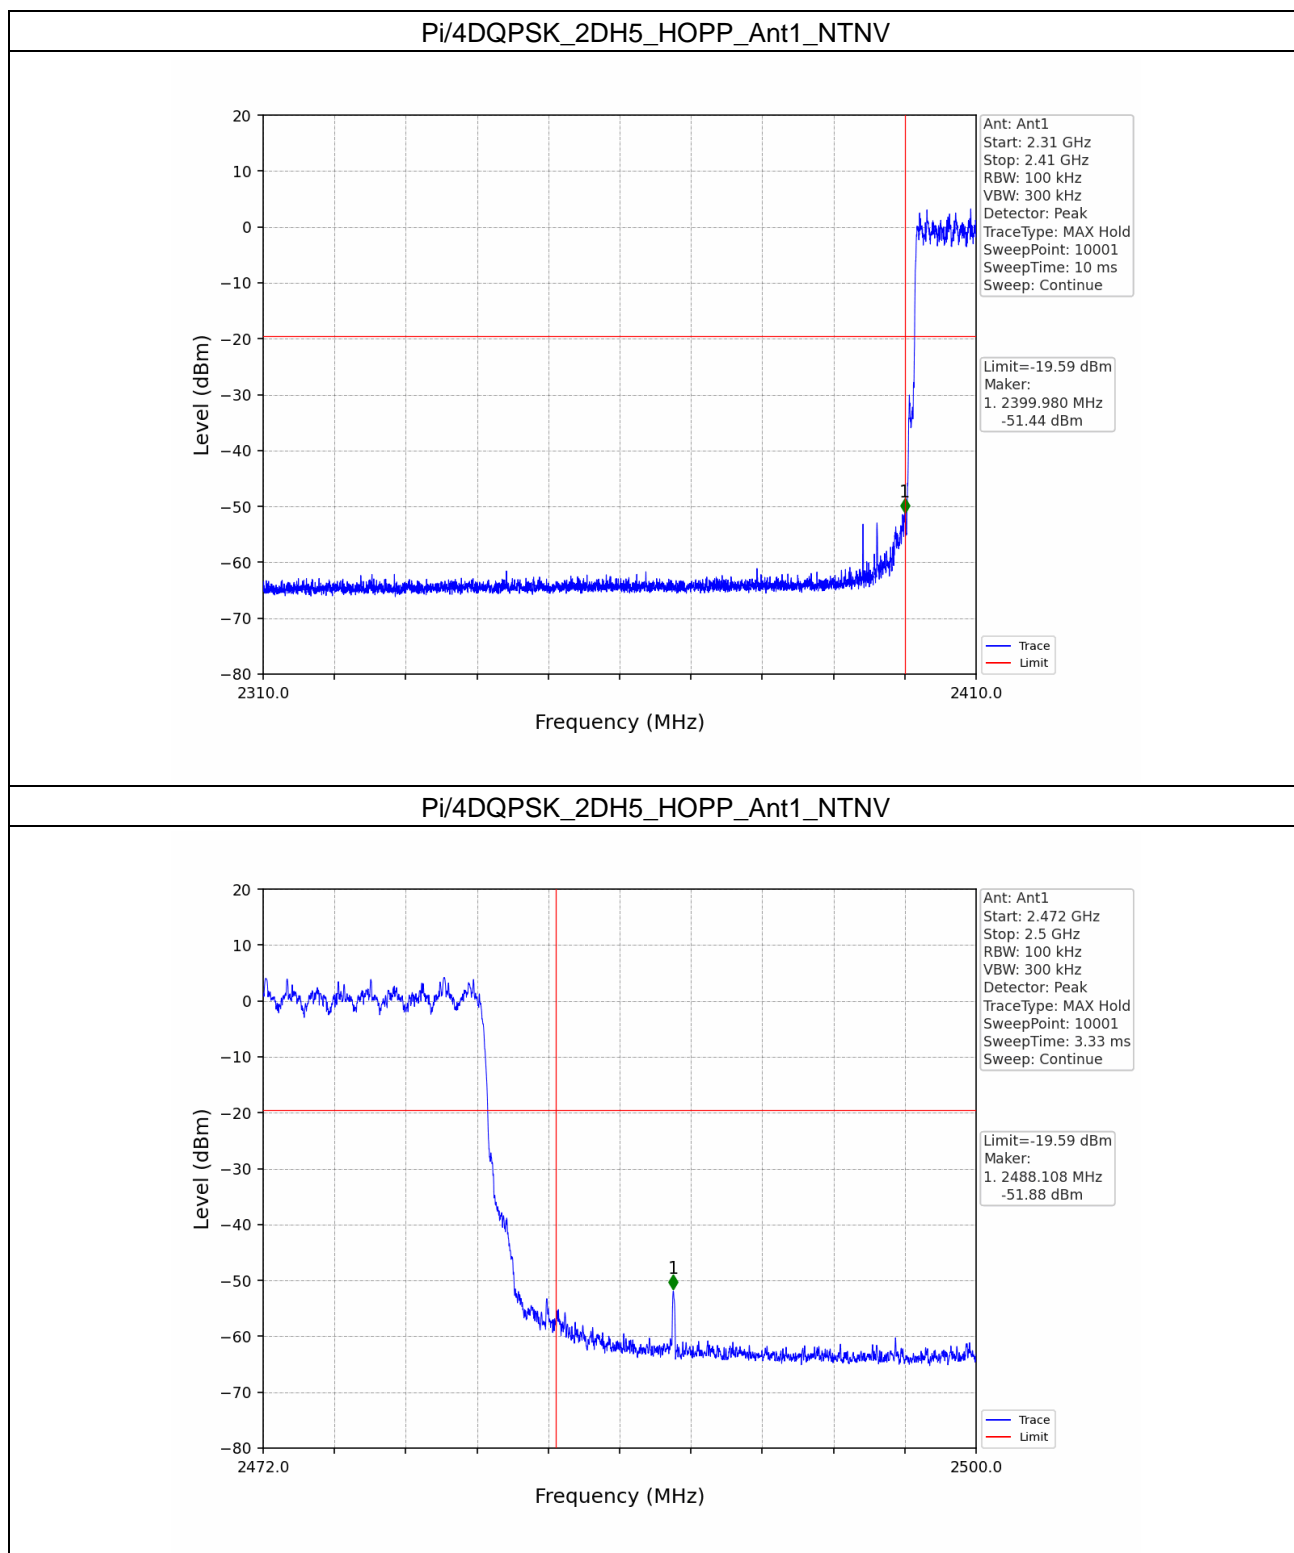 Pi/4DQPSK_2DH5_HOPP_Ant1_NTNV
20
10
0
−10
−20
−30
−40
−50
−60
−70
−80
Level (dBm)
2310.0
2410.0
Frequency (MHz)
1
Ant: Ant1
Start: 2.31 GHz
Stop: 2.41 GHz
RBW: 100 kHz
VBW: 300 kHz
Detector: Peak
TraceType: MAX Hold
SweepPoint: 10001
SweepTime: 10 ms
Sweep: Continue
Limit=-19.59 dBm
Maker:
1. 2399.980 MHz
-51.44 dBm
Trace
Limit
Pi/4DQPSK_2DH5_HOPP_Ant1_NTNV
20
10
0
−10
−20
−30
−40
−50
−60
−70
−80
Level (dBm)
2472.0
2500.0
Frequency (MHz)
1
Ant: Ant1
Start: 2.472 GHz
Stop: 2.5 GHz
RBW: 100 kHz
VBW: 300 kHz
Detector: Peak
TraceType: MAX Hold
SweepPoint: 10001
SweepTime: 3.33 ms
Sweep: Continue
Limit=-19.59 dBm
Maker:
1. 2488.108 MHz
-51.88 dBm
Trace
Limit